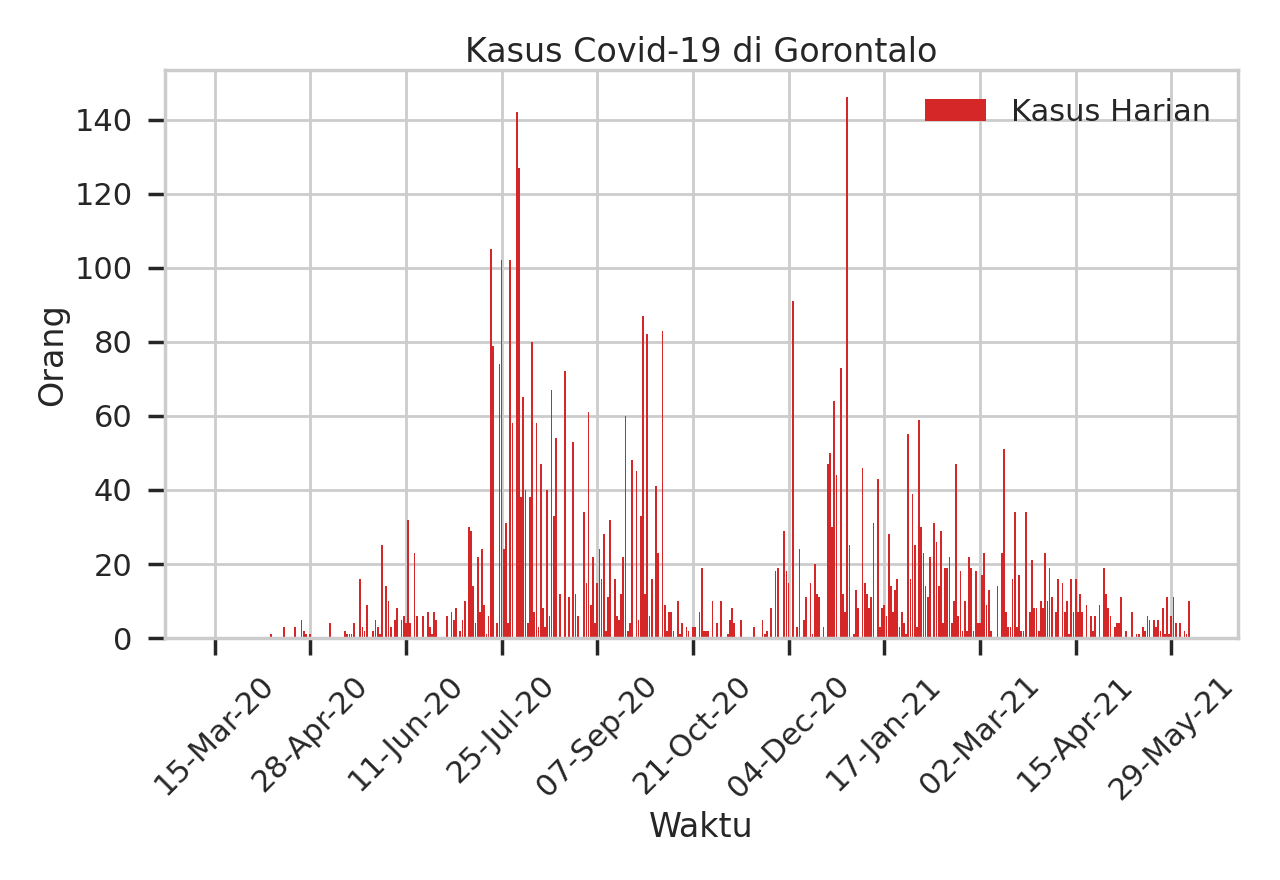 Kasus Covid-19 di Gorontalo
Kasus Harian
140
120
100
80
60
40
20
0
Orang
15-Mar-20
28-Apr-20
11-Jun-20
25-Jul-20
07-Sep-20
21-Oct-20
04-Dec-20
17-Jan-21
02-Mar-21
15-Apr-21
29-May-21
Waktu